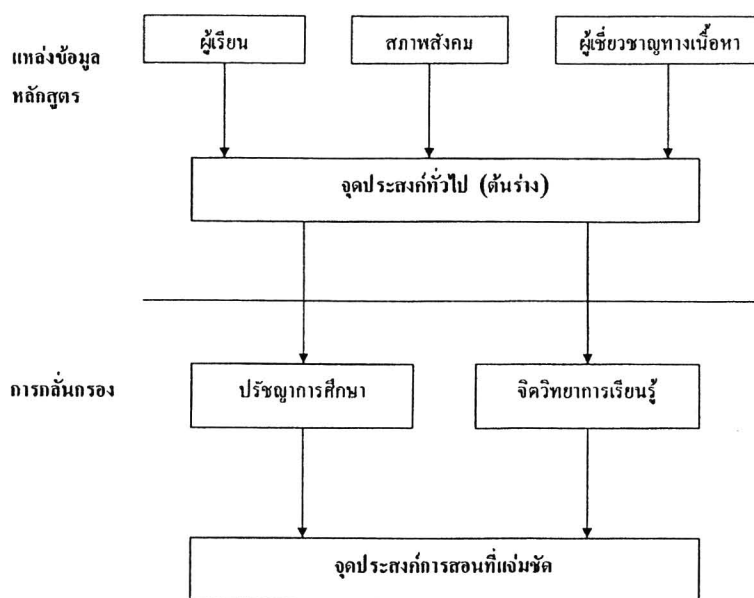 ผู้เรียน
สภาพสังคม
ผู้เชี่ยวชาญทางเนื้อหา
แหล่งข้อมูล
หลักสูตร
จุดประสงค์ทั่วไป (ต้นร่าง)
การกลั่นกรอง
ปรัชญาการศึกษา
จิตวิทยาการเรียนรู้
จุดประสงค์การสอนที่แจ่มชัด